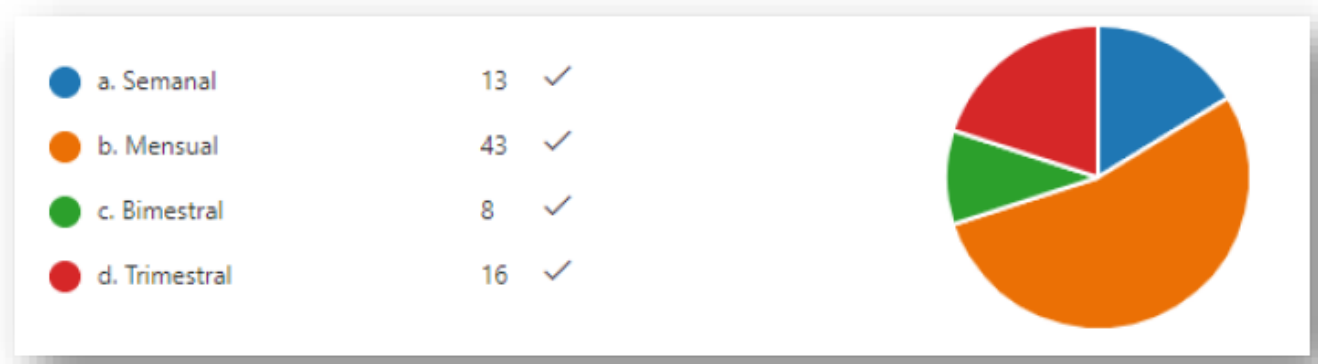 a. Semanal 13
b. Mensual 43
c. Bimestral 8
d. Trimestral 16